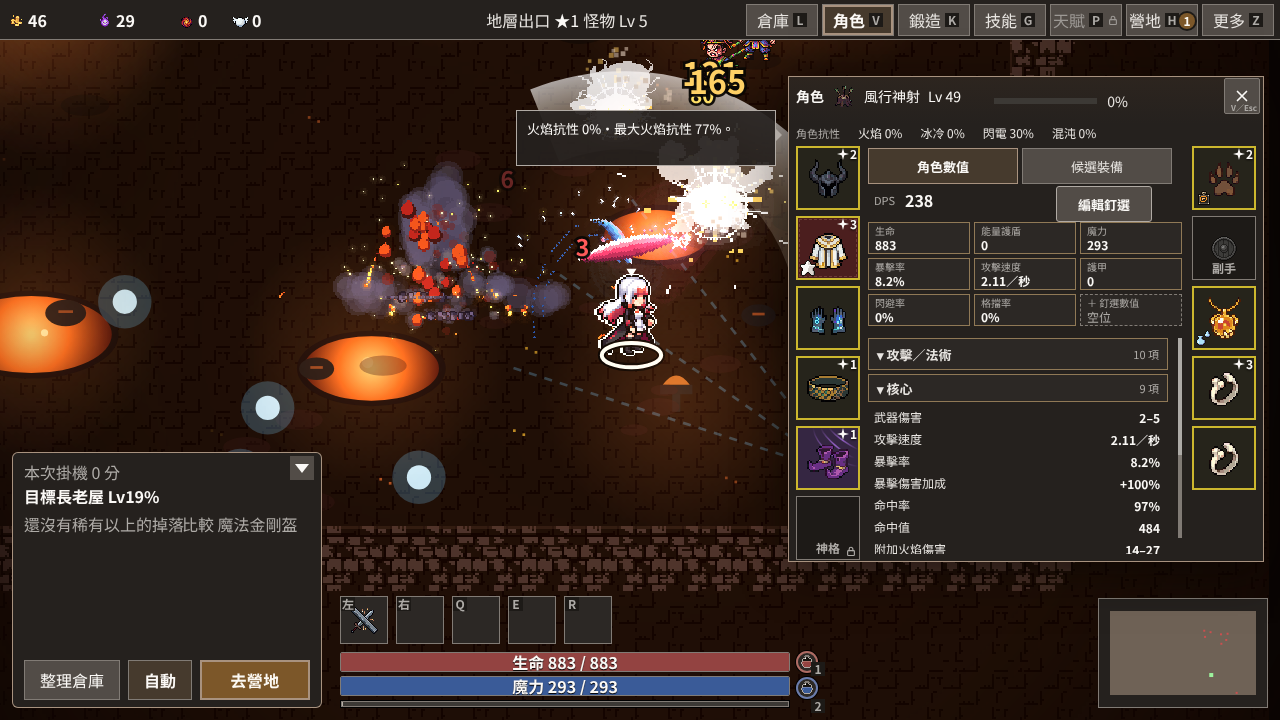 46 29 0 0
地層出口 ★1 怪物 Lv 5
倉庫 L 角色 V 鍛造 K 技能 G 天賦 P 營地 H 1 更多 Z
165
火焰抗性 0%・最大火焰抗性 77%。
6
3
角色 風行神射 Lv 49 0%
V／Esc
角色抗性 火焰 0% 冰冷 0% 閃電 30% 混沌 0%
2
3
1
1
神格
角色數值 候選裝備
DPS 238 編輯釘選
生命 883
能量護盾 0
魔力 293
暴擊率 8.2%
攻擊速度 2.11／秒
護甲 0
閃避率 0%
格擋率 0%
＋ 釘選數值 空位
▼攻擊／法術 10 項
▼核心 9 項
武器傷害 2–5
攻擊速度 2.11／秒
暴擊率 8.2%
暴擊傷害加成 +100%
命中率 97%
命中值 484
附加火焰傷害 14–27
2
副手
3
本次掛機 0 分
目標長老屋 Lv19%
還沒有稀有以上的掉落比較 魔法金剛盔
整理倉庫 自動 去營地
左 右 Q E R
生命 883 / 883 1
魔力 293 / 293 2